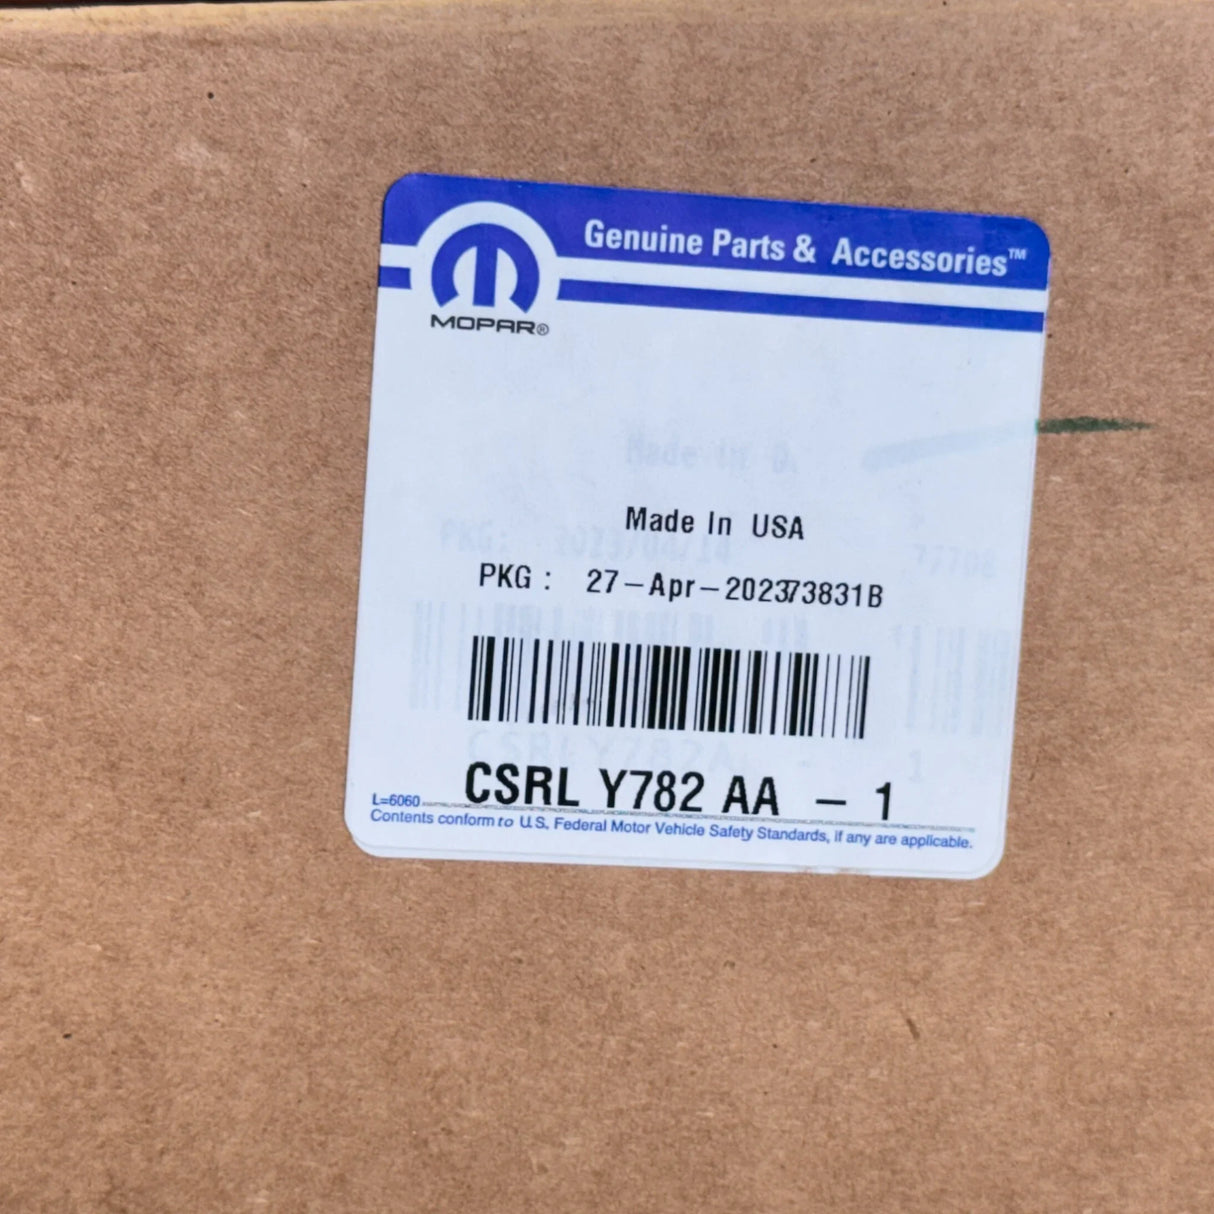 Genuine Parts & Accessories™
MOPAR®
Made In USA
PKG : 27-Apr-202373831B
CSRL Y782 AA - 1
L=6060
Contents conform to U.S. Federal Motor Vehicle Safety Standards, if any are applicable.